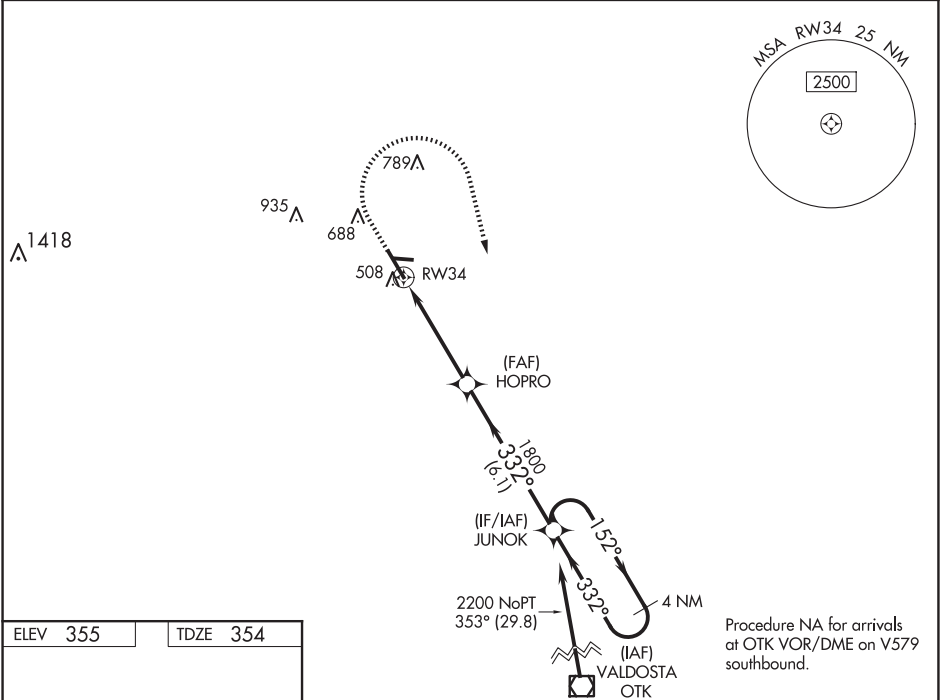 MSA RW34 25 NM
2500
789
935
688
1418
508
RW34
(FAF)
HOPRO
1800
332°
(6.1)
(IF/IAF)
JUNOK
152°
332°
4 NM
2200 NoPT
353° (29.8)
(IAF)
VALDOSTA
OTK
Procedure NA for arrivals
at OTK VOR/DME on V579
southbound.
ELEV 355
TDZE 354